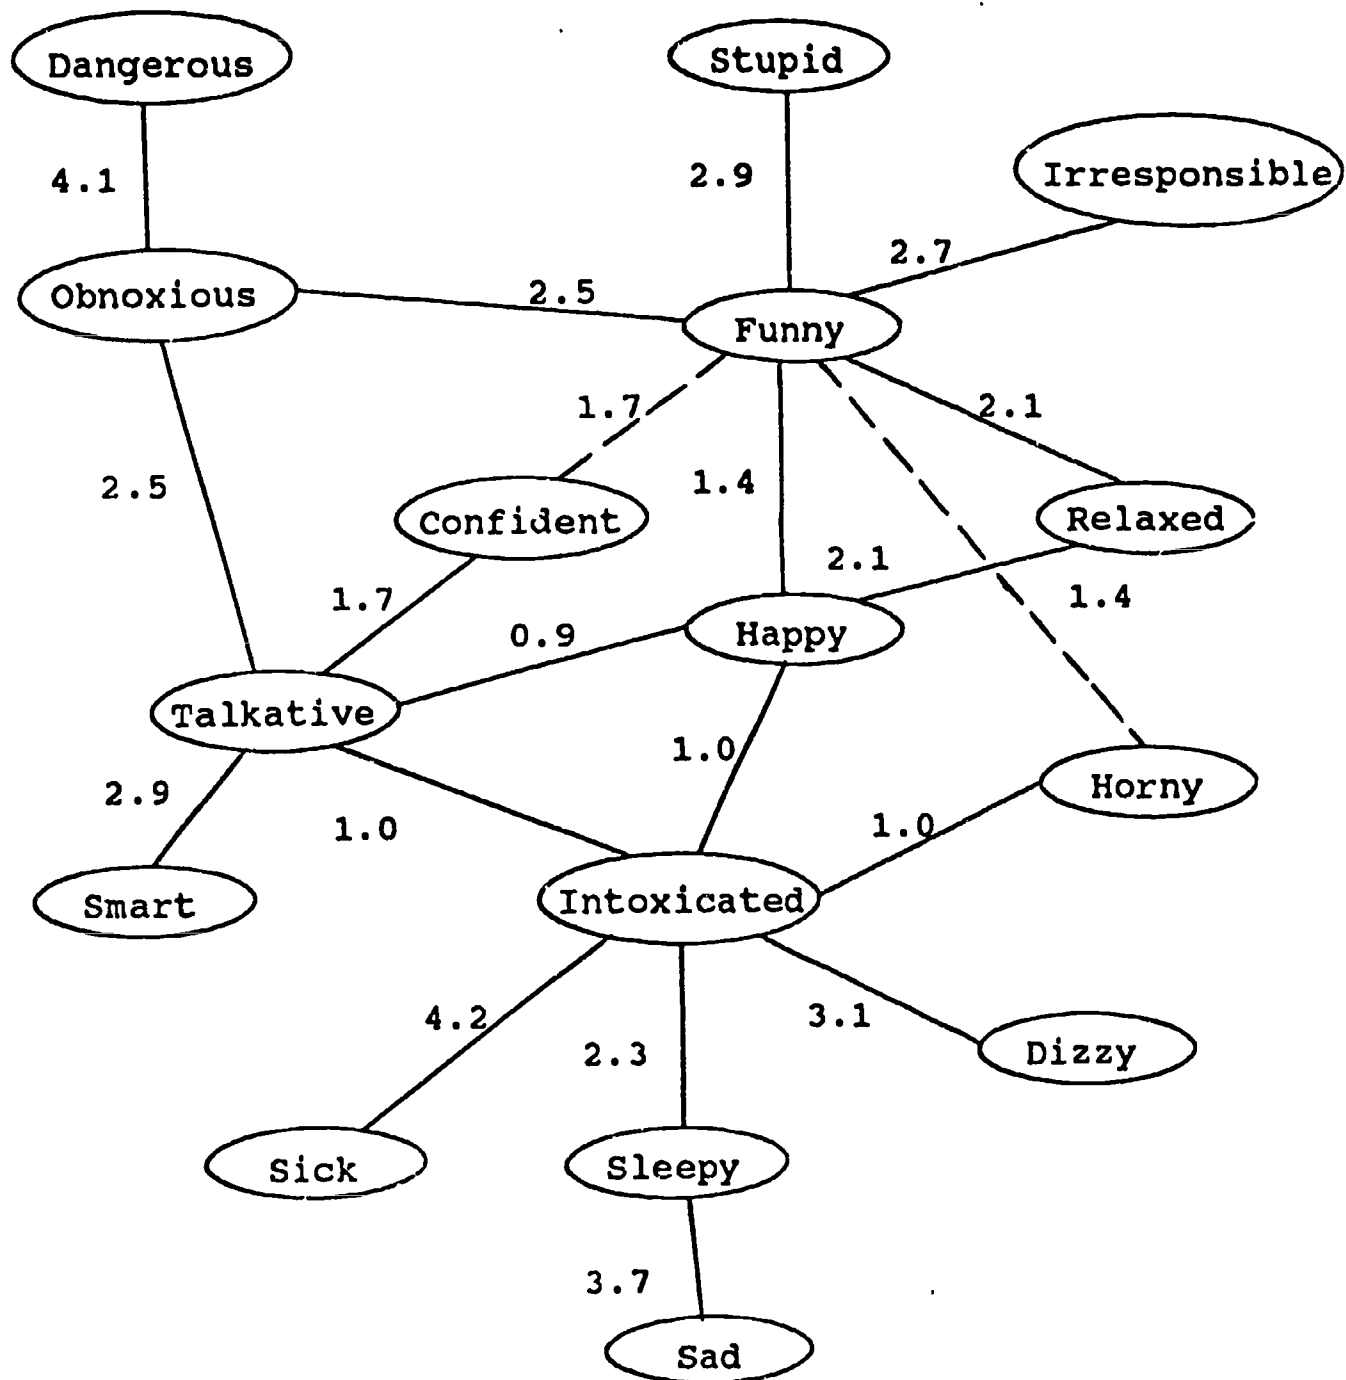 Dangerous
Stupid
4.1
2.9
Irresponsible
2.7
Obnoxious
2.5
Funny
1.7
2.1
2.5
1.4
Confident
Relaxed
2.1
1.7
1.4
0.9
Happy
Talkative
1.0
2.9
Horny
1.0
1.0
Smart
Intoxicated
4.2
3.1
2.3
Dizzy
Sick
Sleepy
3.7
Sad